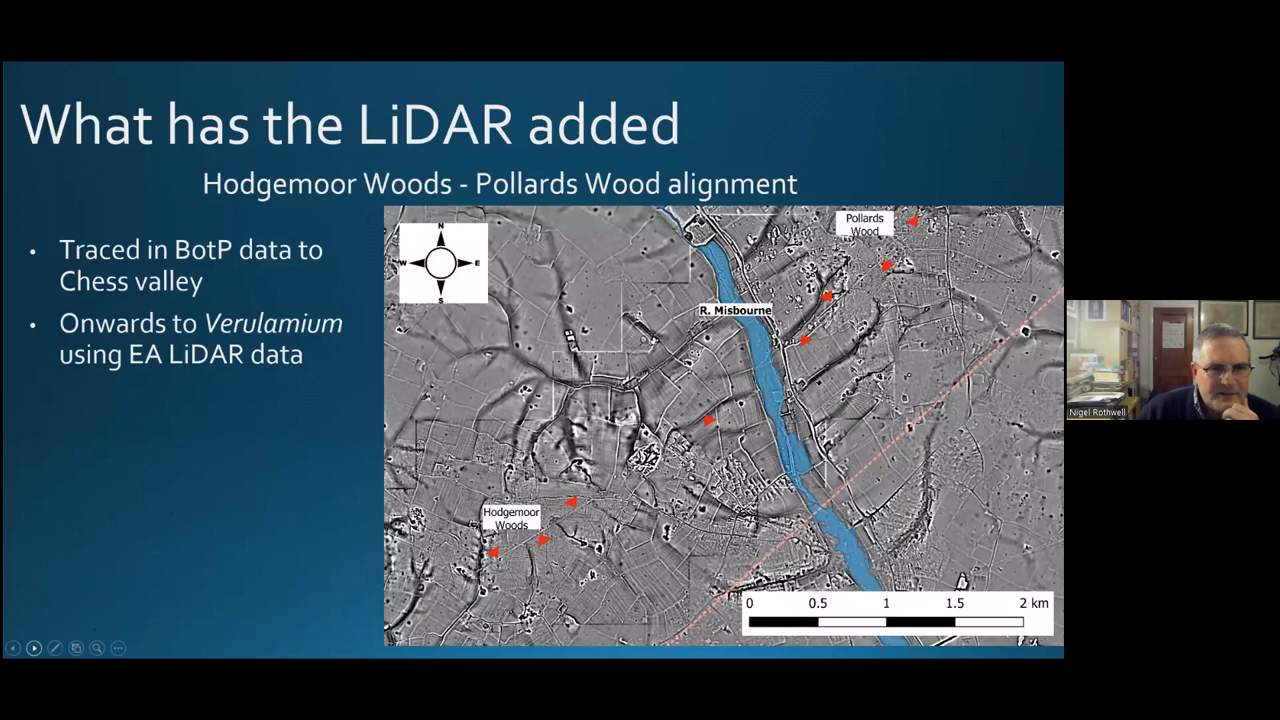 What has the LiDAR added
Hodgemoor Woods - Pollards Wood alignment
• Traced in BotP data to
Chess valley
• Onwards to Verulamium
using EA LiDAR data
N
W
E
S
Pollards
Wood
R. Misbourne
Hodgemoor
Woods
0 0.5 1 1.5 2 km
Nigel Rothwell